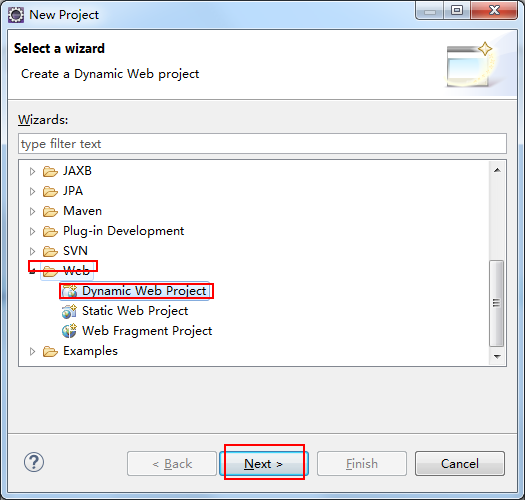 New Project
Select a wizard
Create a Dynamic Web project
Wizards:
type filter text
JAXB
JPA
Maven
Plug-in Development
SVN
Web
Dynamic Web Project
Static Web Project
Web Fragment Project
Examples
?
< Back
Next >
Finish
Cancel